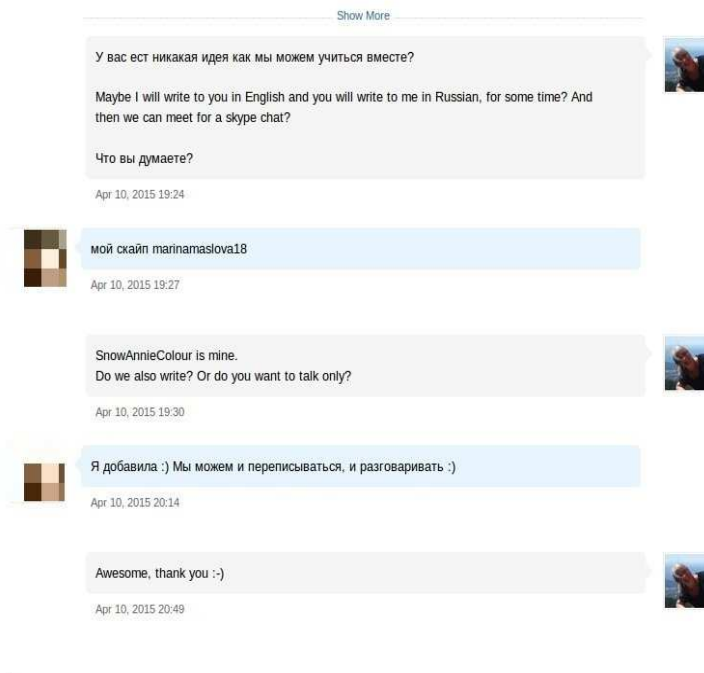 Show More
У вас ест никакая идея как мы можем учиться вместе?
Maybe I will write to you in English and you will write to me in Russian, for some time? And
then we can meet for a skype chat?
Что вы думаете?
Apr 10, 2015 19:24
мой скайп marinamaslova18
Apr 10, 2015 19:27
SnowAnnieColour is mine.
Do we also write? Or do you want to talk only?
Apr 10, 2015 19:30
Я добавила :) Мы можем и переписываться, и разговаривать :)
Apr 10, 2015 20:14
Awesome, thank you :-)
Apr 10, 2015 20:49